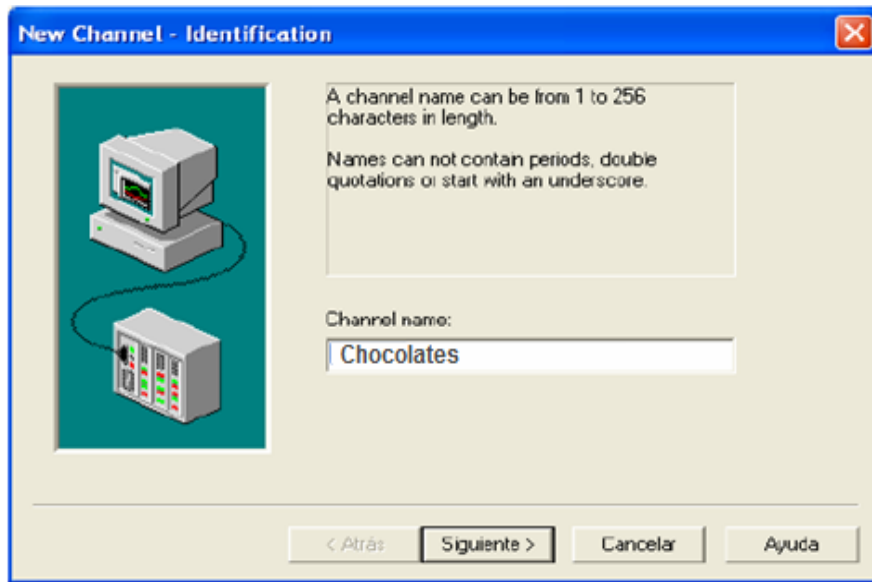 New Channel - Identification
A channel name can be from 1 to 256
characters in length.
Names can not contain periods, double
quotations or start with an underscore.
Channel name:
Chocolates
< Atrás
Siguiente >
Cancelar
Ayuda